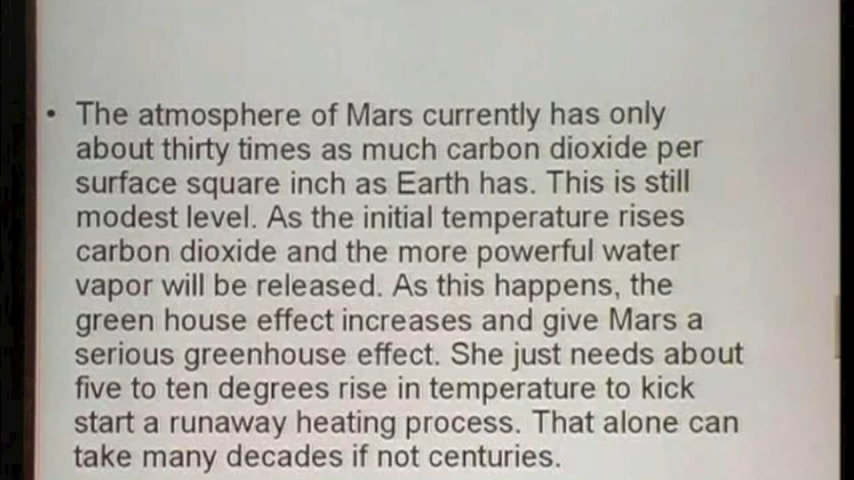 • The atmosphere of Mars currently has only
about thirty times as much carbon dioxide per
surface square inch as Earth has. This is still
modest level. As the initial temperature rises
carbon dioxide and the more powerful water
vapor will be released. As this happens, the
green house effect increases and give Mars a
serious greenhouse effect. She just needs about
five to ten degrees rise in temperature to kick
start a runaway heating process. That alone can
take many decades if not centuries.